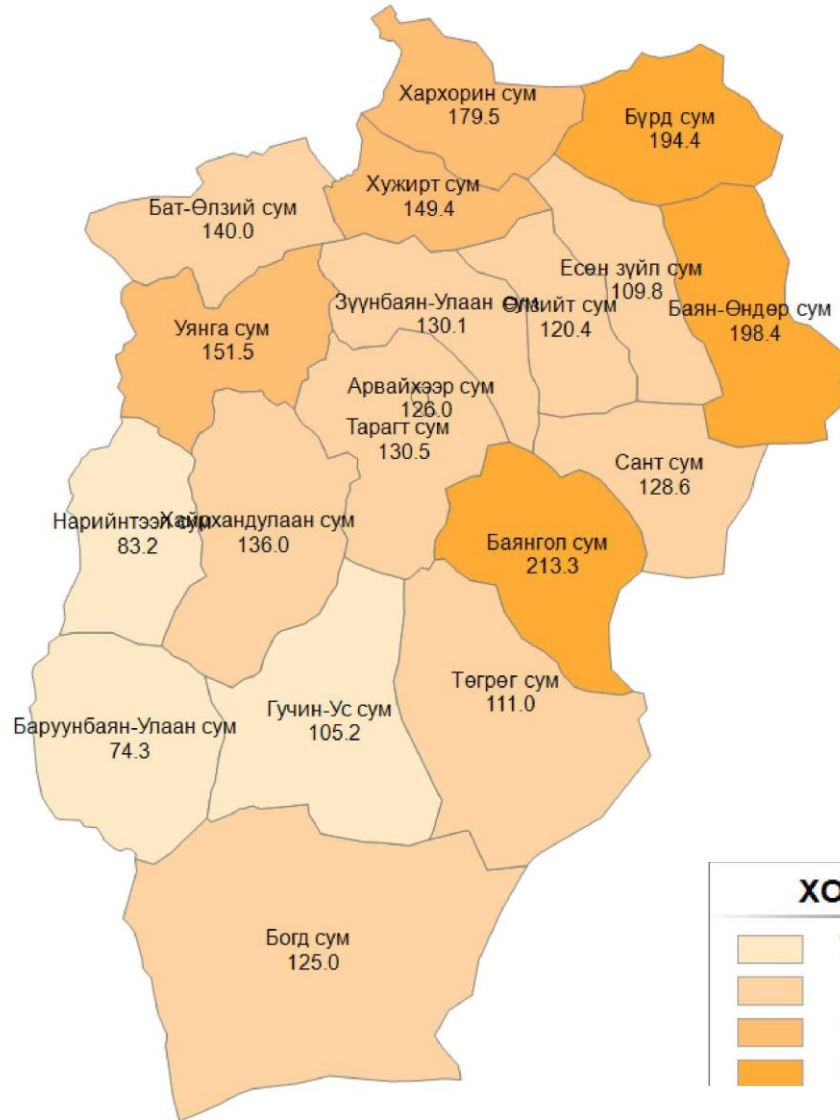 Хархорин сум
179.5
Бүрд сум
194.4
Хужирт сум
149.4
Бат-Өлзий сум
140.0
Есөн зүйл сум
109.8
Зүүнбаян-Улаан сум
130.1
Өлзийт сум
120.4
Баян-Өндөр сум
198.4
Уянга сум
151.5
Арвайхээр сум
126.0
Тарагт сум
130.5
Сант сум
128.6
Нарийнтээл сум
83.2
Хайрхандулаан сум
136.0
Баянгол сум
213.3
Төгрөг сум
111.0
Гучин-Ус сум
105.2
Баруунбаян-Улаан сум
74.3
Богд сум
125.0
ХО